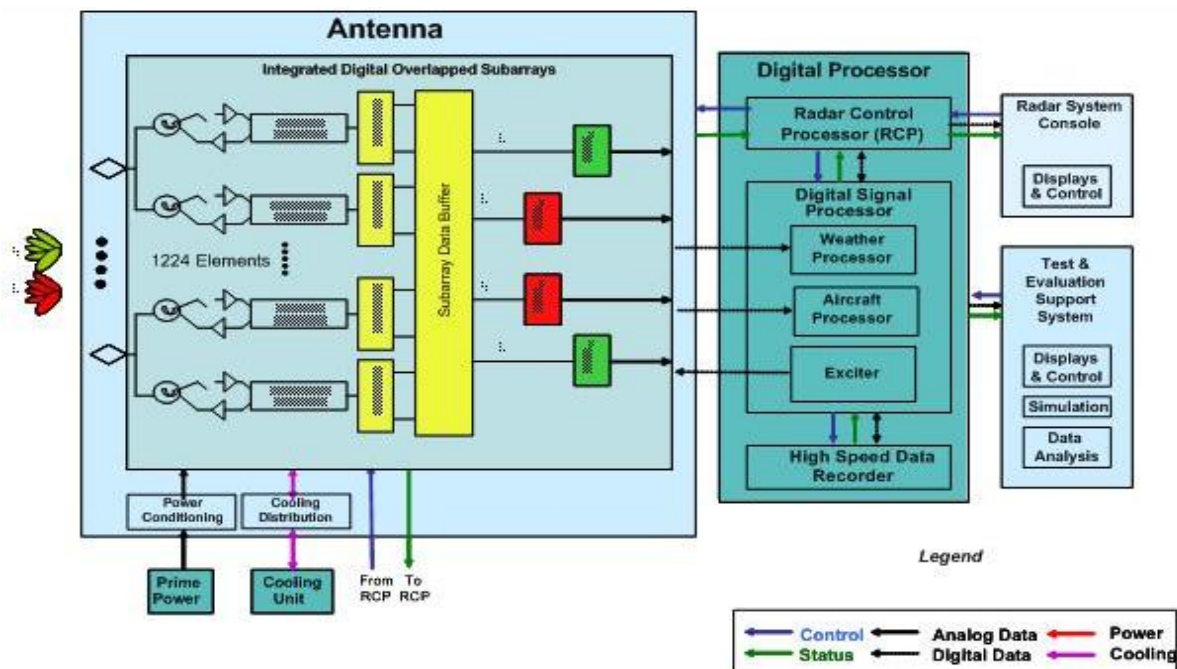 Antenna
Integrated Digital Overlapped Subarrays
1224 Elements
Subarray Data Buffer
Power
Conditioning
Cooling
Distribution
Prime
Power
Cooling
Unit
From
RCP
To
RCP
Digital Processor
Radar Control
Processor (RCP)
Digital Signal
Processor
Weather
Processor
Aircraft
Processor
Exciter
High Speed Data
Recorder
Radar System
Console
Displays
& Control
Test &
Evaluation
Support
System
Displays
& Control
Simulation
Data
Analysis
Legend
Control
Analog Data
Power
Status
Digital Data
Cooling